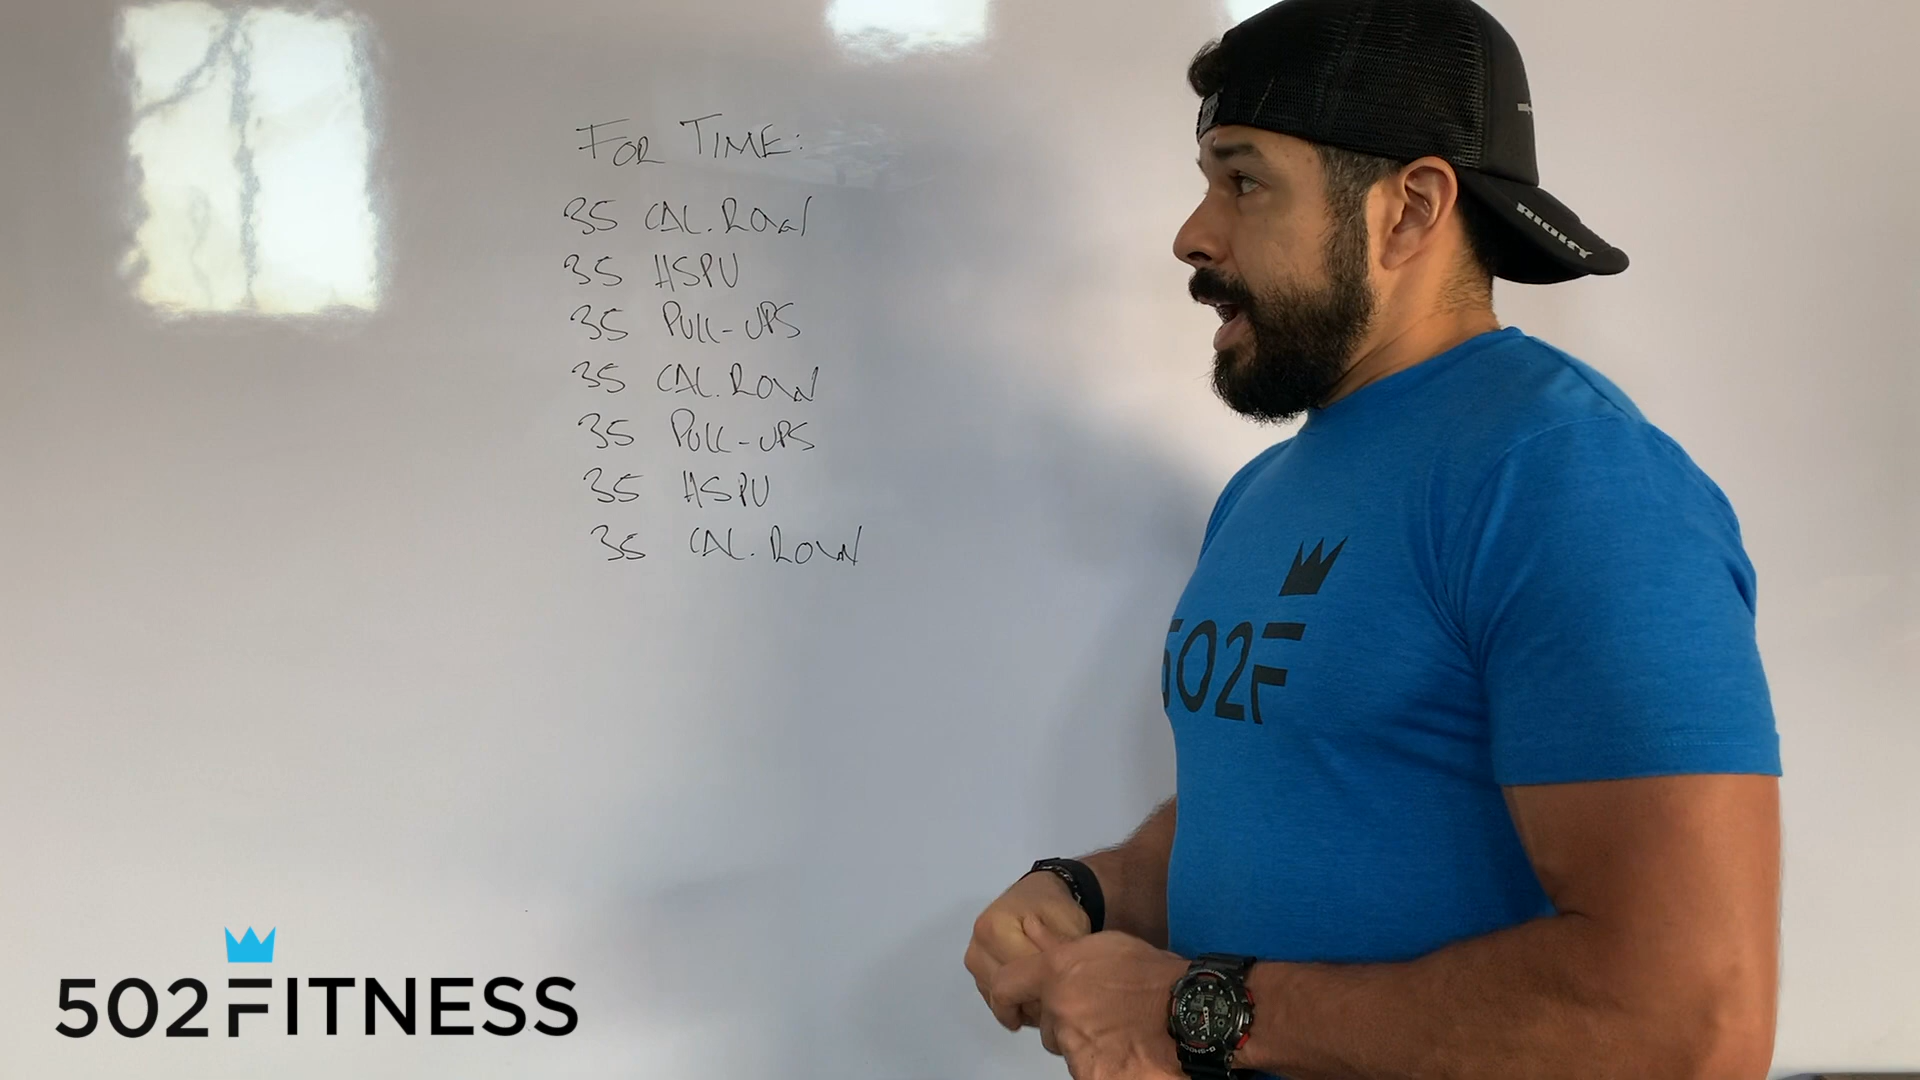 FOR TIME:
35 CAL. ROW
35 HSPU
35 PULL-UPS
35 CAL. ROW
35 PULL-UPS
35 HSPU
35 CAL. ROW
502F
G-SHOCK
502FITNESS